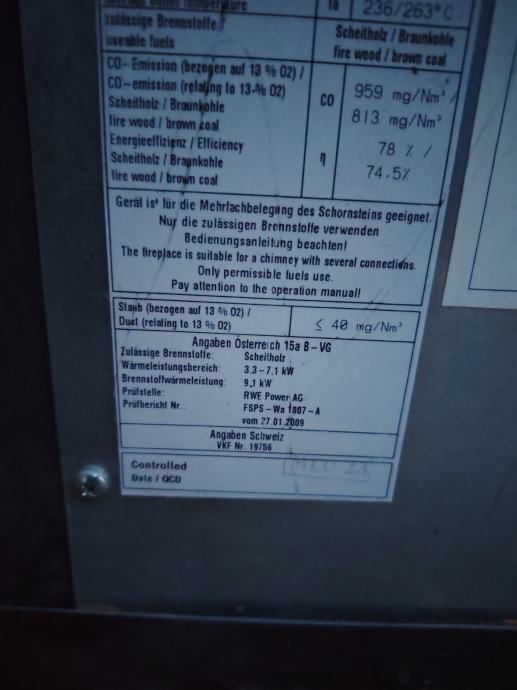 Temperature
Ta
236/263°C
zulässige Brennstoffe /
useable fuels
Scheitholz / Braunkohle
fire wood / brown coal
CO-Emission (bezogen auf 13 % O2) /
CO-emission (relating to 13-% O2)
Scheitholz / Braunkohle
fire wood / brown coal
CO
959 mg/Nm³ /
813 mg/Nm³
Energieeffizienz / Efficiency
Scheitholz / Braunkohle
fire wood / brown coal
η
78 % /
74.5%
Gerät ist für die Mehrfachbelegung des Schornsteins geeignet.
Nur die zulässigen Brennstoffe verwenden
Bedienungsanleitung beachten!
The fireplace is suitable for a chimney with several connections.
Only permissible fuels use.
Pay attention to the operation manual!
Staub (bezogen auf 13 % O2) /
Dust (relating to 13 % O2)
≤ 40 mg/Nm³
Angaben Österreich 15a B-VG
Zulässige Brennstoffe: Scheitholz
Wärmeleistungsbereich: 3.3-7.1 kW
Brennstoffwärmeleistung: 9,1 kW
Prüfstelle: RWE Power AG
Prüfbericht Nr.: FSPS-Wa 1807-A
vom 27.01.2009
Angaben Schweiz
VKF Nr. 19756
Controlled
Date / QCD